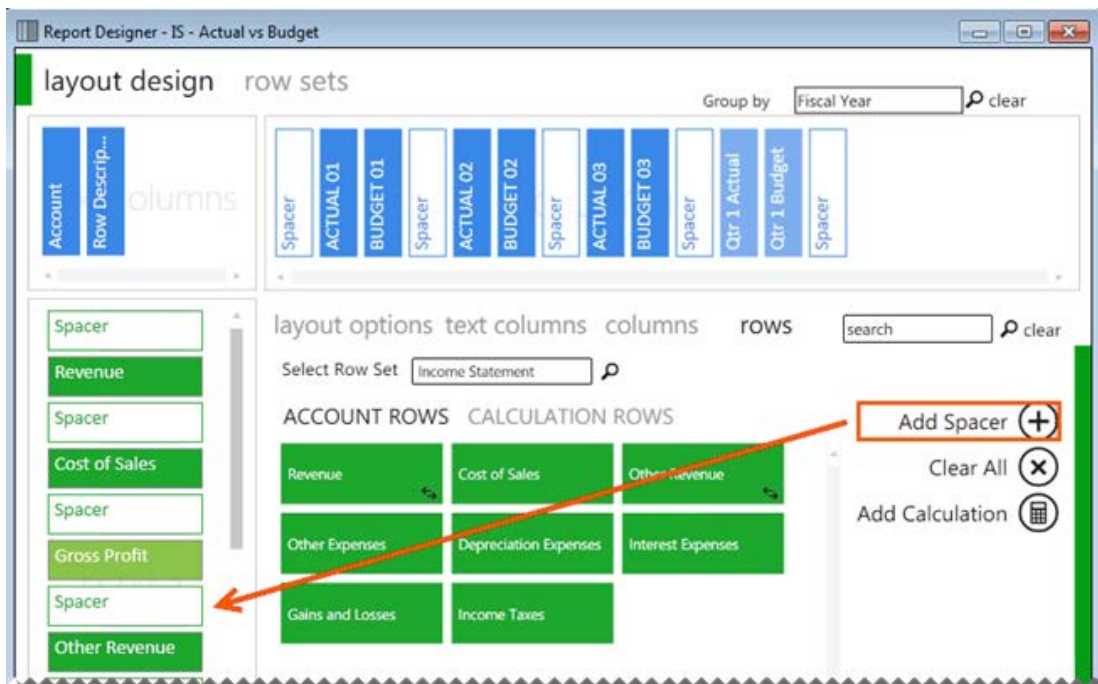 Report Designer - IS - Actual vs Budget
layout design row sets
Group by Fiscal Year clear
Account
Row Descrip...
olumns
Spacer
ACTUAL 01
BUDGET 01
Spacer
ACTUAL 02
BUDGET 02
Spacer
ACTUAL 03
BUDGET 03
Spacer
Qtr 1 Actual
Qtr 1 Budget
Spacer
Spacer
Revenue
Spacer
Cost of Sales
Spacer
Gross Profit
Spacer
Other Revenue
layout options text columns columns rows search clear
Select Row Set Income Statement
ACCOUNT ROWS CALCULATION ROWS
Revenue Cost of Sales Other Revenue
Other Expenses Depreciation Expenses Interest Expenses
Gains and Losses Income Taxes
Add Spacer
Clear All
Add Calculation